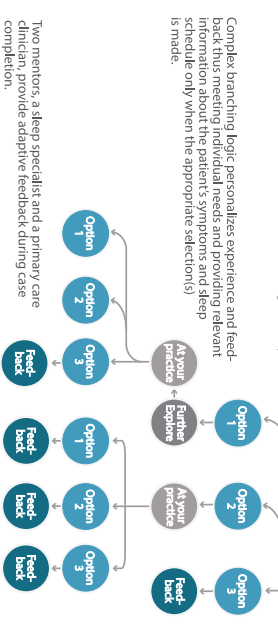 Complex branching logic personalizes experience and feed-
back thus meeting individual needs and providing relevant
information about the patient's symptoms and sleep
schedule only when the appropriate selection(s)
is made.
Two mentors, a sleep specialist and a primary care
clinician, provide adaptive feedback during case
completion.
Option
1
Option
2
Option
3
Further
Explore
At your
practice
Feed-
back
At your
practice
Option
1
Option
2
Option
3
Option
1
Option
2
Option
3
Feed-
back
Feed-
back
Feed-
back
Feed-
back